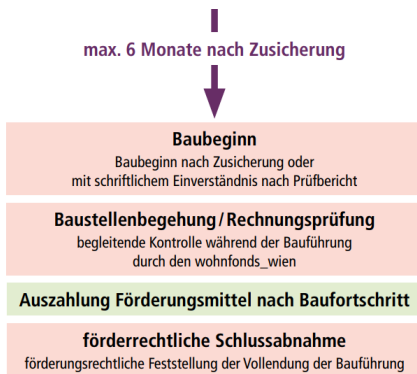 max. 6 Monate nach Zusicherung
Baubeginn
Baubeginn nach Zusicherung oder
mit schriftlichem Einverständnis nach Prüfbericht
Baustellenbegehung/Rechnungsprüfung
begleitende Kontrolle während der Bauführung
durch den wohnfonds_wien
Auszahlung Förderungsmittel nach Baufortschritt
förderrechtliche Schlussabnahme
förderungsrechtliche Feststellung der Vollendung der Bauführung